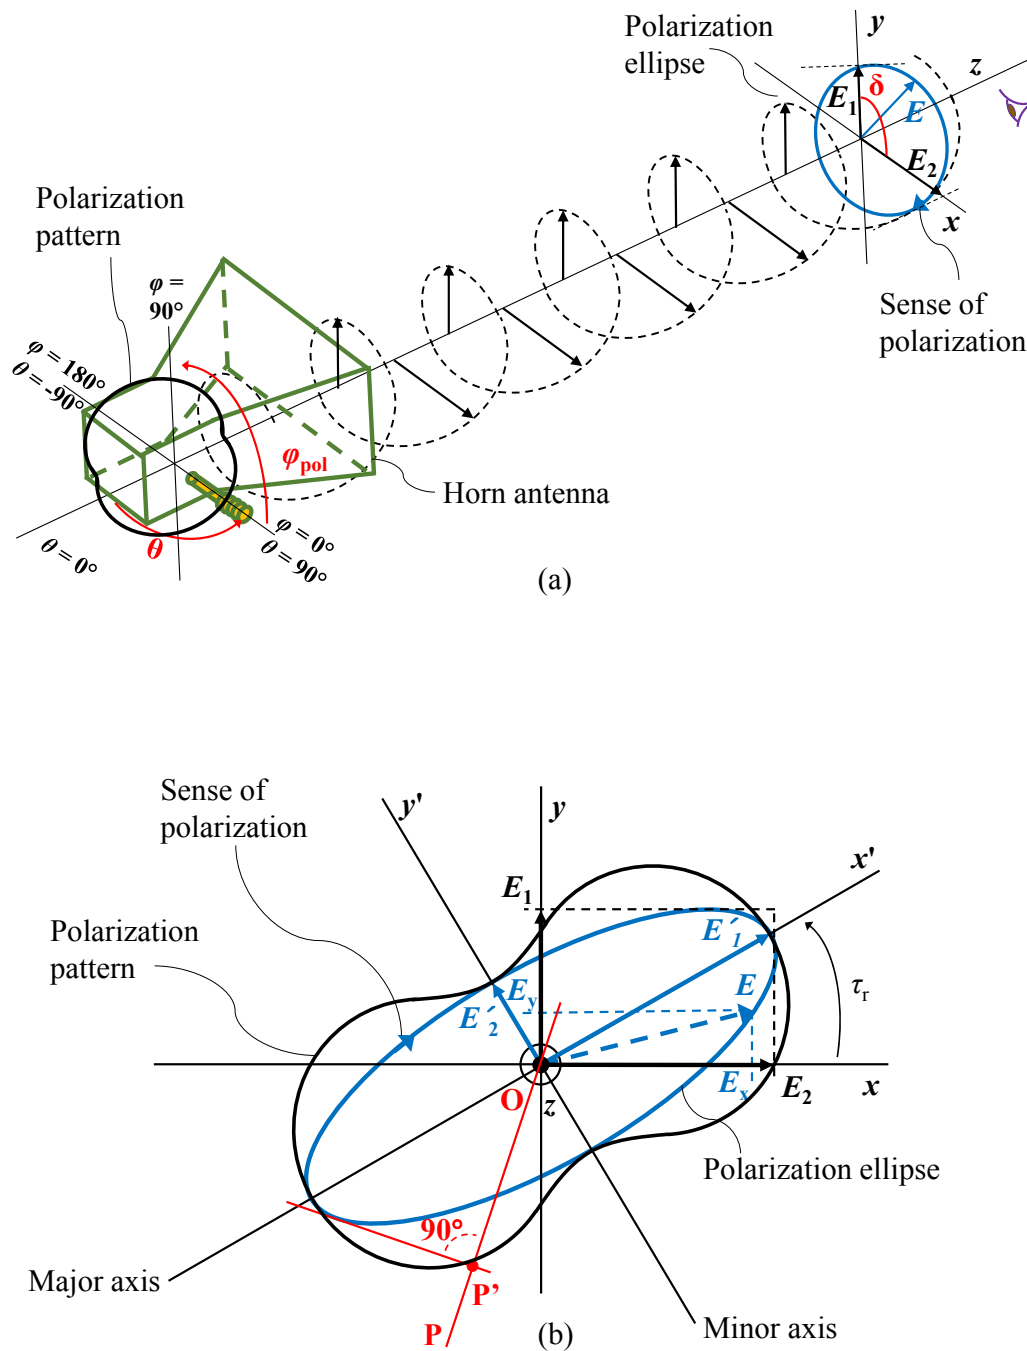 Polarization
ellipse
y
z
E₁
δ
E
E₂
x
Polarization
pattern
φ =
90°
φ = 180°
θ = -90°
Sense of
polarization
φpol
Horn antenna
θ
φ = 0°
θ = 90°
θ = 0°
(a)
Sense of
polarization
y'
y
x'
E₁
E′₁
Polarization
pattern
Ey
E
E′₂
τr
O
z
Ex
E₂
x
Polarization ellipse
90°
Major axis
P’
P
(b)
Minor axis